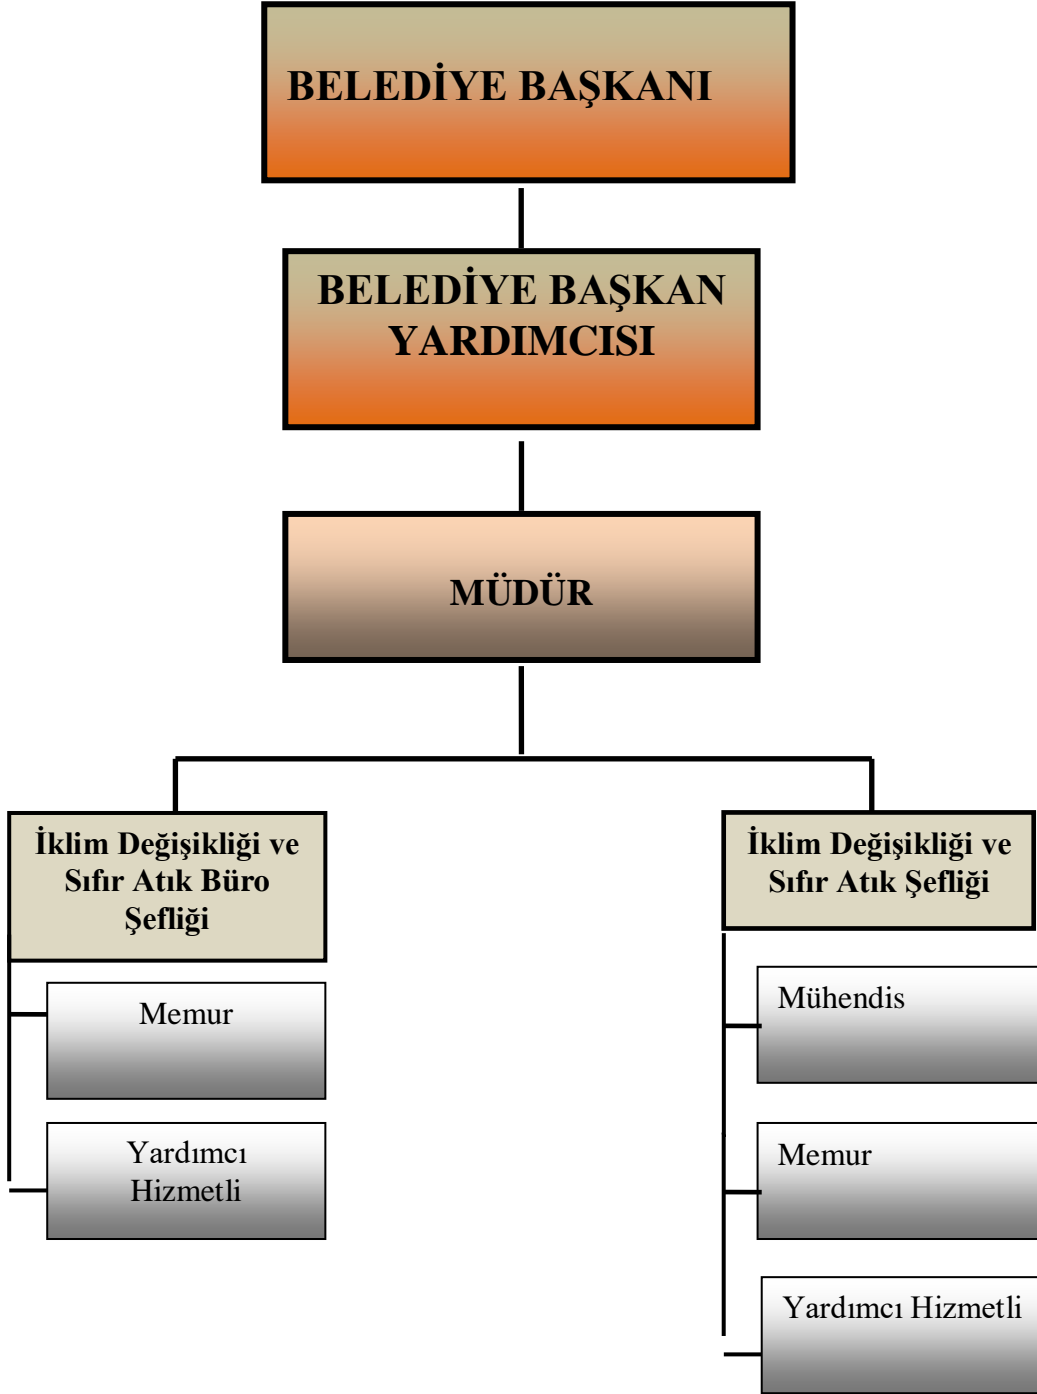 BELEDİYE BAŞKANI
BELEDİYE BAŞKAN
YARDIMCISI
MÜDÜR
İklim Değişikliği ve
Sıfır Atık Büro
Şefliği
Memur
Yardımcı
Hizmetli
İklim Değişikliği ve
Sıfır Atık Şefliği
Mühendis
Memur
Yardımcı Hizmetli